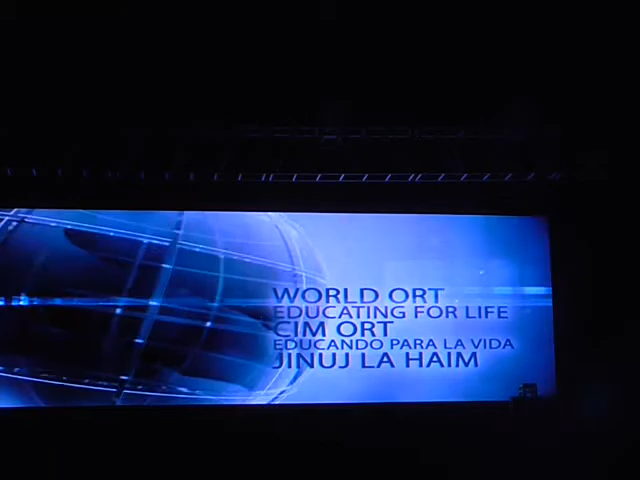 WORLD ORT
EDUCATING FOR LIFE
CIM ORT
EDUCANDO PARA LA VIDA
JINUJ LA HAIM